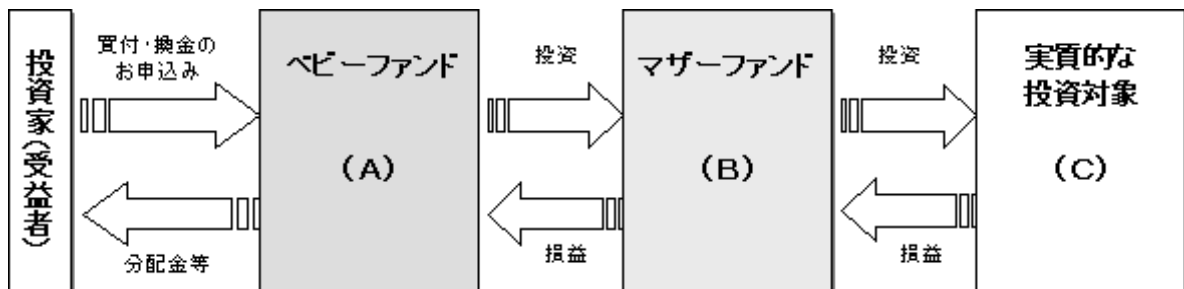 投資家(受益者)
買付・換金の
お申込み
分配金等
ベビーファンド
(A)
投資
損益
マザーファンド
(B)
投資
損益
実質的な
投資対象
(C)